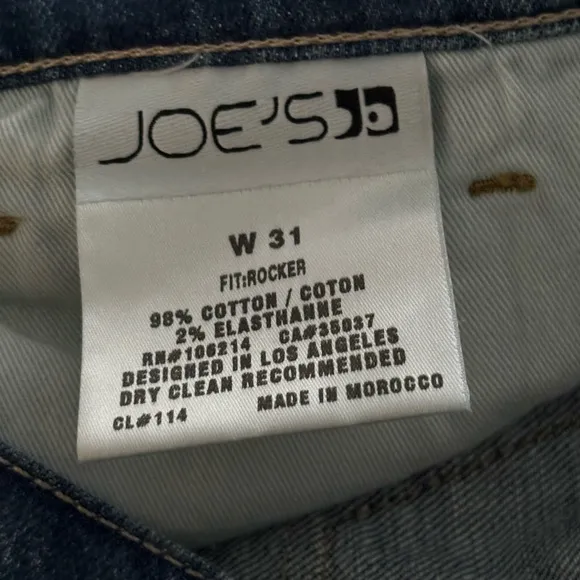 JOE'S
W 31
FIT:ROCKER
98% COTTON / COTON
2% ELASTHANNE
RN#106214 CA#35037
DESIGNED IN LOS ANGELES
DRY CLEAN RECOMMENDED
CL#114 MADE IN MOROCCO